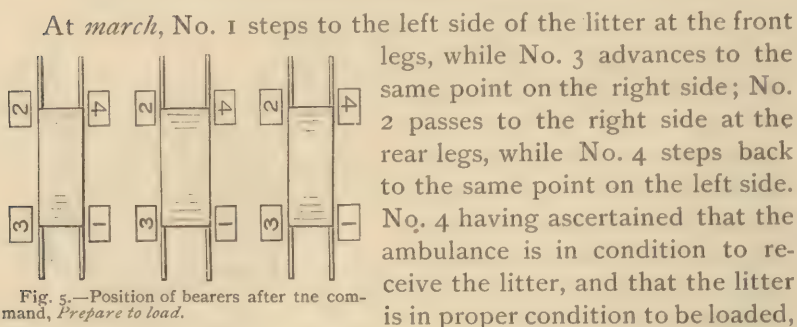 At march, No. 1 steps to the left side of the litter at the front
legs, while No. 3 advances to the
same point on the right side; No.
2 passes to the right side at the
rear legs, while No. 4 steps back
to the same point on the left side.
No. 4 having ascertained that the
ambulance is in condition to re-
ceive the litter, and that the litter
is in proper condition to be loaded,
2 4 2 4 2 4
3 1 3 1 3 1
Fig. 5.—Position of bearers after tne com-
mand, Prepare to load.